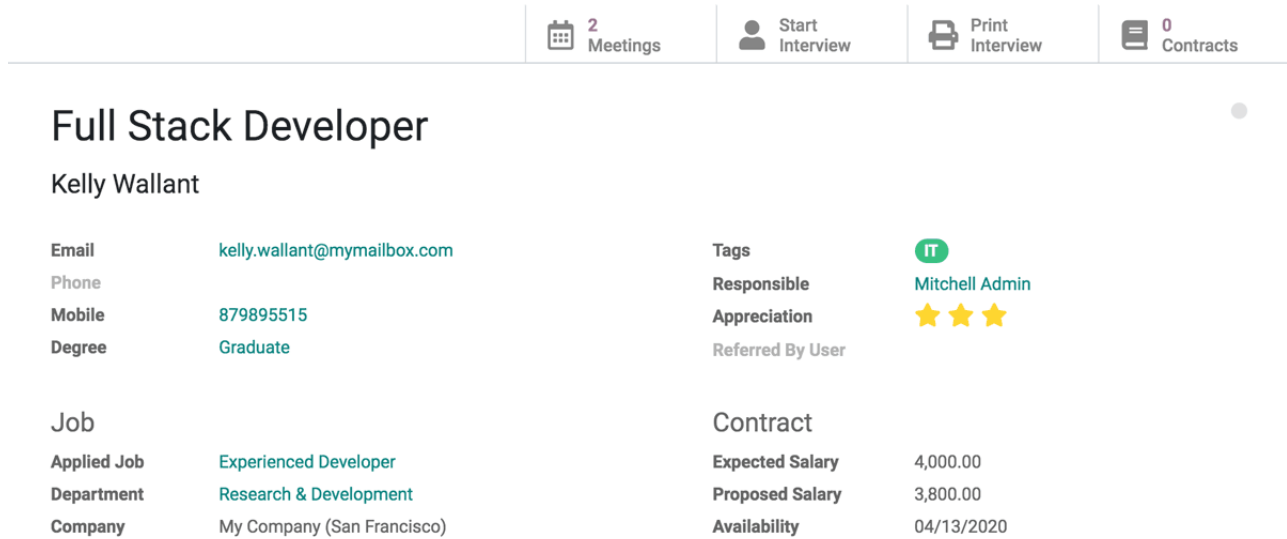 2
Meetings
Start
Interview
Print
Interview
0
Contracts
Full Stack Developer
Kelly Wallant
Email kelly.wallant@mymailbox.com
Phone
Mobile 879895515
Degree Graduate
Tags IT
Responsible Mitchell Admin
Appreciation
Referred By User
Job
Applied Job Experienced Developer
Department Research & Development
Company My Company (San Francisco)
Contract
Expected Salary 4,000.00
Proposed Salary 3,800.00
Availability 04/13/2020